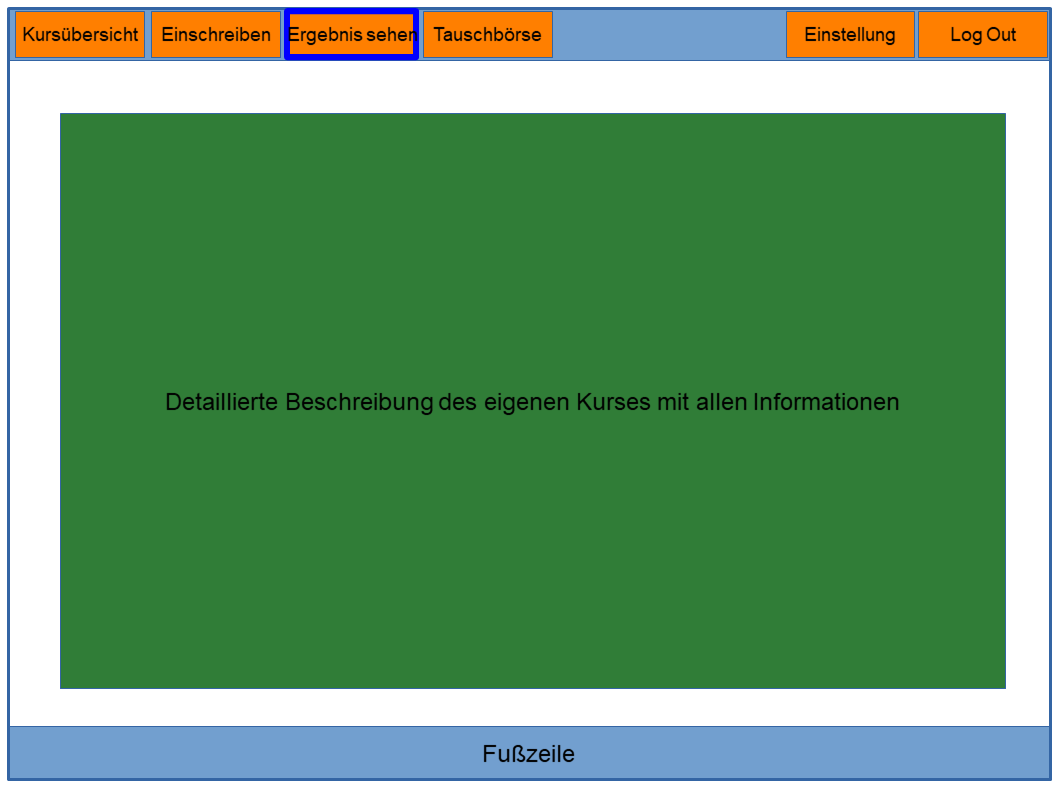 Kursübersicht Einschreiben Ergebnis sehen Tauschbörse Einstellung Log Out
Detaillierte Beschreibung des eigenen Kurses mit allen Informationen
Fußzeile